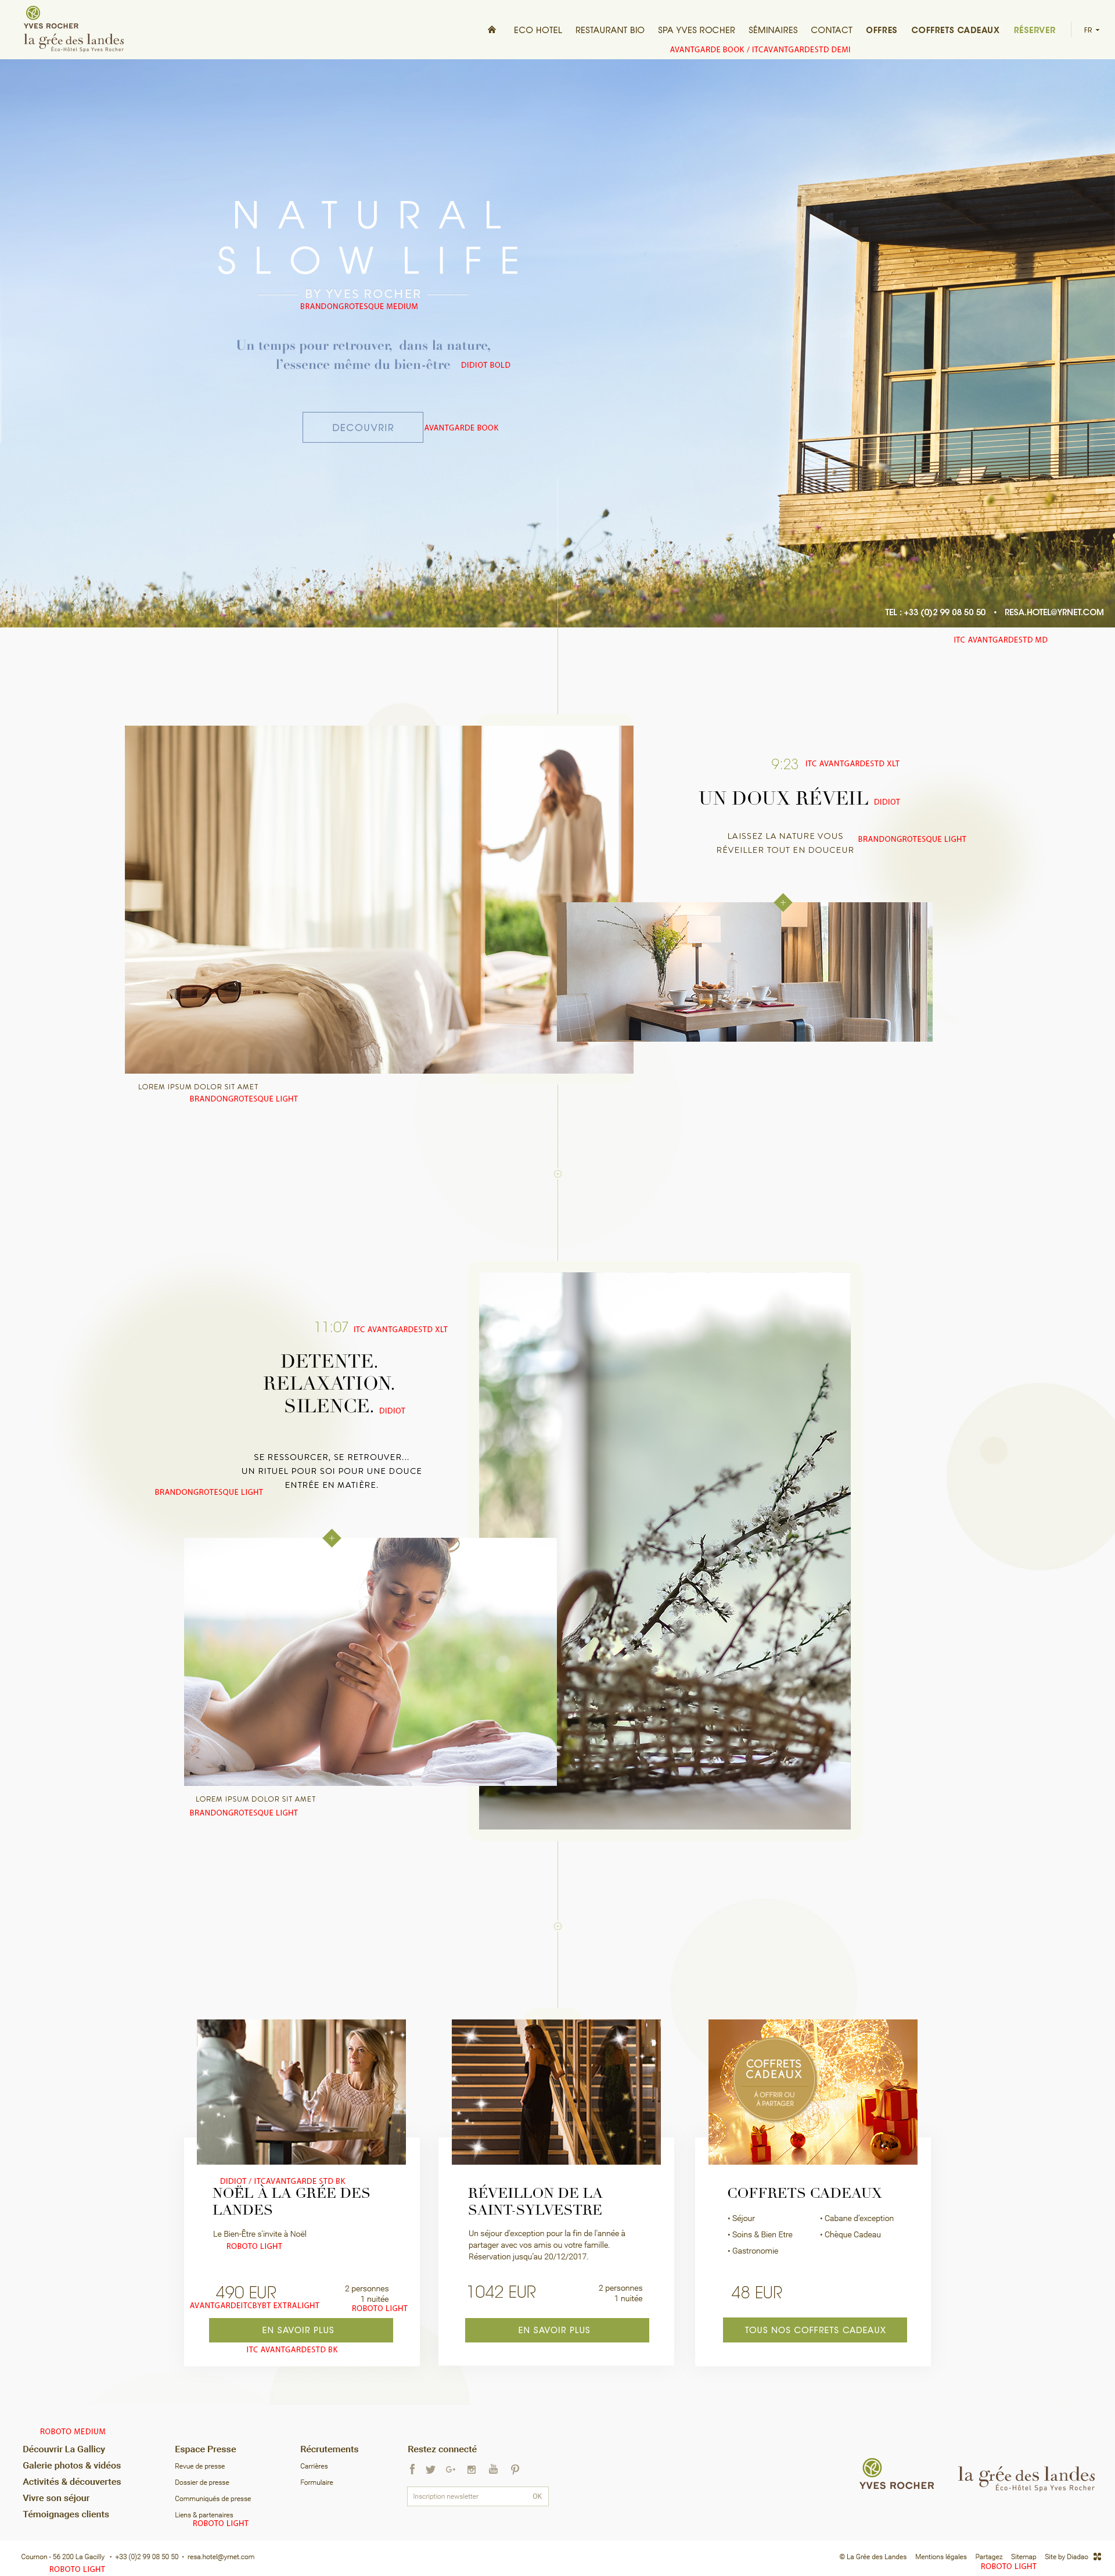 YVES ROCHER
la grée des landes
Éco-Hôtel Spa Yves Rocher
ECO HOTEL RESTAURANT BIO SPA YVES ROCHER SÉMINAIRES CONTACT OFFRES COFFRETS CADEAUX RÉSERVER FR
AVANTGARDE BOOK / ITCAVANTGARDESTD DEMI
NATURAL
SLOW LIFE
BY YVES ROCHER
BRANDONGROTESQUE MEDIUM
Un temps pour retrouver, dans la nature,
l'essence même du bien-être DIDIOT BOLD
DECOUVRIR AVANTGARDE BOOK
TEL : +33 (0)2 99 08 50 50 • RESA.HOTEL@YRNET.COM
ITC AVANTGARDESTD MD
9:23 ITC AVANTGARDESTD XLT
UN DOUX RÉVEIL DIDIOT
LAISSEZ LA NATURE VOUS
RÉVEILLER TOUT EN DOUCEUR
BRANDONGROTESQUE LIGHT
LOREM IPSUM DOLOR SIT AMET
BRANDONGROTESQUE LIGHT
11:07 ITC AVANTGARDESTD XLT
DETENTE.
RELAXATION.
SILENCE. DIDIOT
SE RESSOURCER, SE RETROUVER...
UN RITUEL POUR SOI POUR UNE DOUCE
ENTRÉE EN MATIÈRE.
BRANDONGROTESQUE LIGHT
LOREM IPSUM DOLOR SIT AMET
BRANDONGROTESQUE LIGHT
DIDIOT / ITCAVANTGARDE STD BK
NOËL À LA GRÉE DES
LANDES
Le Bien-Être s'invite à Noël
ROBOTO LIGHT
490 EUR
2 personnes
1 nuitée
AVANTGARDEITCBYBT EXTRALIGHT
ROBOTO LIGHT
EN SAVOIR PLUS
ITC AVANTGARDESTD BK
RÉVEILLON DE LA
SAINT-SYLVESTRE
Un séjour d'exception pour la fin de l'année à
partager avec vos amis ou votre famille.
Réservation jusqu'au 20/12/2017.
1042 EUR
2 personnes
1 nuitée
EN SAVOIR PLUS
COFFRETS
CADEAUX
À OFFRIR OU
À PARTAGER
COFFRETS CADEAUX
• Séjour • Cabane d'exception
• Soins & Bien Etre • Chèque Cadeau
• Gastronomie
48 EUR
TOUS NOS COFFRETS CADEAUX
ROBOTO MEDIUM
Découvrir La Gallicy
Galerie photos & vidéos
Activités & découvertes
Vivre son séjour
Témoignages clients
Espace Presse
Revue de presse
Dossier de presse
Communiqués de presse
Liens & partenaires
ROBOTO LIGHT
Récrutements
Carrières
Formulaire
Restez connecté
Inscription newsletter OK
YVES ROCHER
la grée des landes
Éco-Hôtel Spa Yves Rocher
Cournon - 56 200 La Gacilly • +33 (0)2 99 08 50 50 • resa.hotel@yrnet.com
ROBOTO LIGHT
© La Grée des Landes Mentions légales Partagez Sitemap Site by Diadao
ROBOTO LIGHT